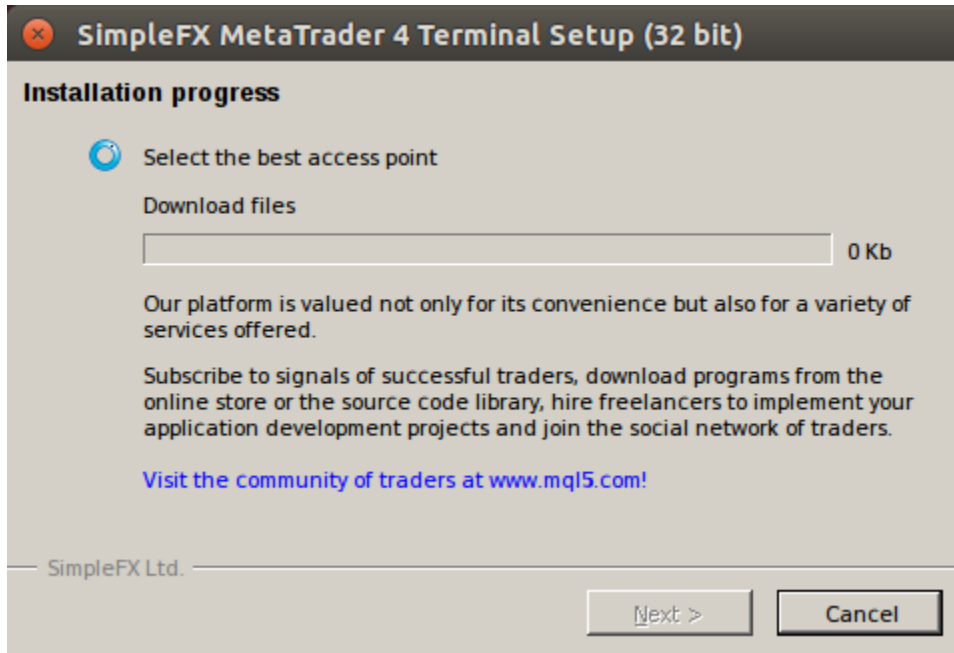 SimpleFX MetaTrader 4 Terminal Setup (32 bit)
Installation progress
Select the best access point
Download files
0 Kb
Our platform is valued not only for its convenience but also for a variety of
services offered.
Subscribe to signals of successful traders, download programs from the
online store or the source code library, hire freelancers to implement your
application development projects and join the social network of traders.
Visit the community of traders at www.mql5.com!
SimpleFX Ltd.
Next >
Cancel